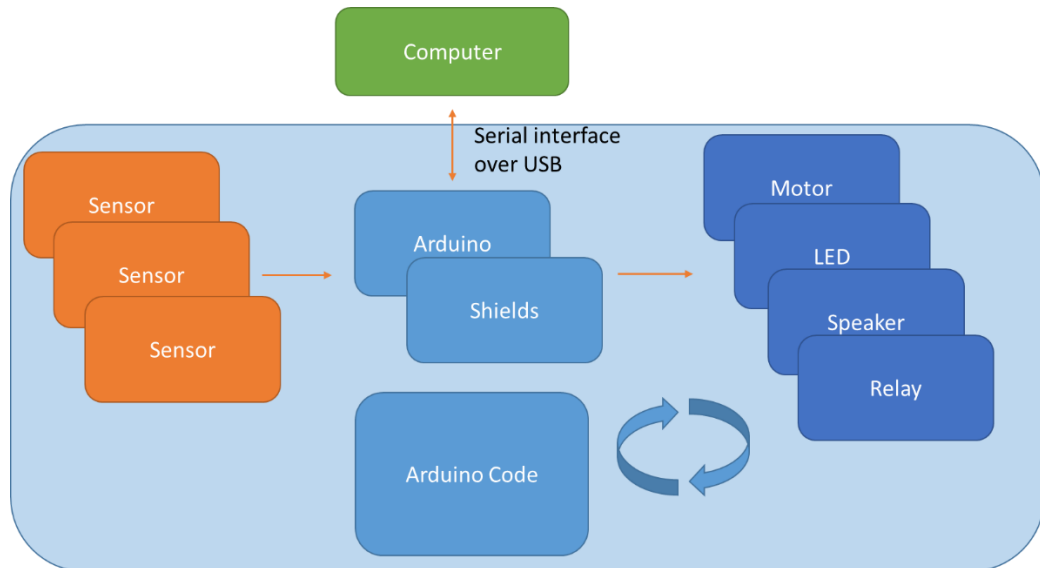 Computer
Serial interface
over USB
Sensor
Sensor
Sensor
Arduino
Shields
Motor
LED
Speaker
Relay
Arduino Code